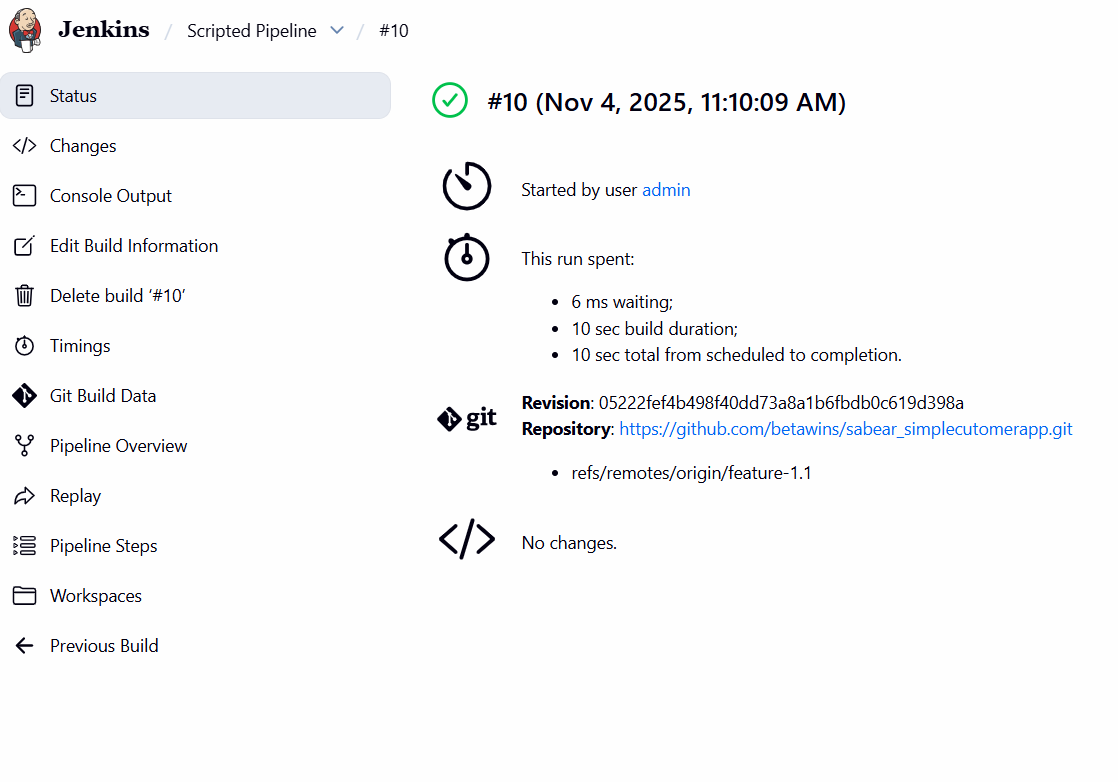 Jenkins / Scripted Pipeline / #10
Status
Changes
Console Output
Edit Build Information
Delete build ‘#10’
Timings
Git Build Data
Pipeline Overview
Replay
Pipeline Steps
Workspaces
Previous Build
#10 (Nov 4, 2025, 11:10:09 AM)
Started by user admin
This run spent:
• 6 ms waiting;
• 10 sec build duration;
• 10 sec total from scheduled to completion.
git
Revision: 05222fef4b498f40dd73a8a1b6fbdb0c619d398a
Repository: https://github.com/betawins/sabear_simplecutomerapp.git
• refs/remotes/origin/feature-1.1
No changes.